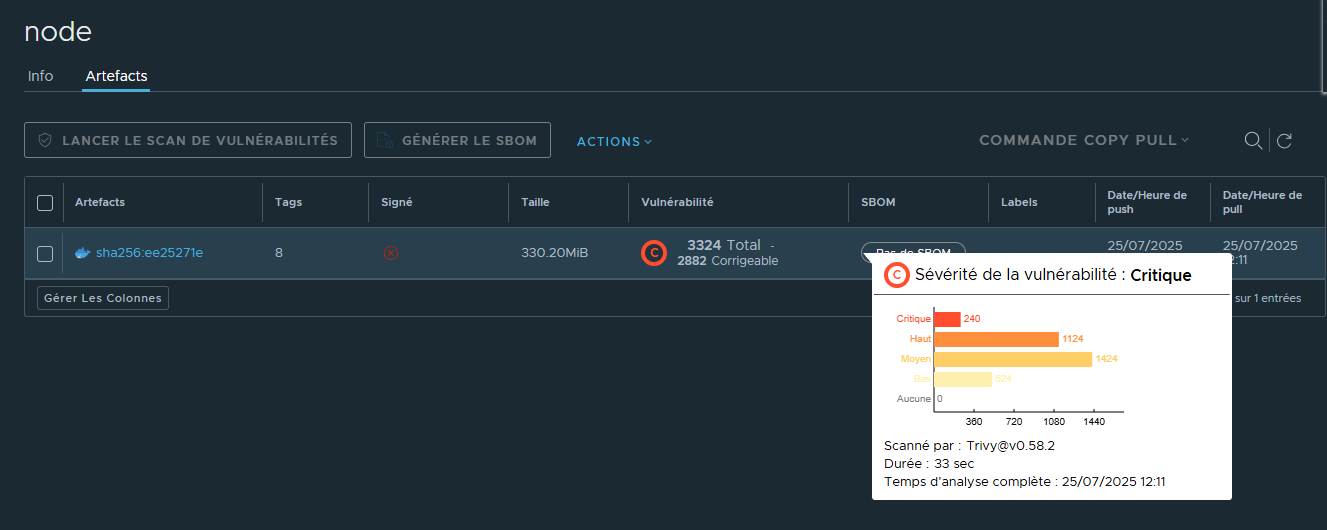 node
Info Artefacts
LANCER LE SCAN DE VULNÉRABILITÉS GÉNÉRER LE SBOM ACTIONS COMMANDE COPY PULL
Artefacts Tags Signé Taille Vulnérabilité SBOM Labels Date/Heure de push Date/Heure de pull
sha256:ee25271e 8 330.20MiB C 3324 Total - 25/07/2025 25/07/2025
2882 Corrigeable Pas de SBOM 12:11
Gérer Les Colonnes sur 1 entrées
C Sévérité de la vulnérabilité : Critique
Critique 240
Haut 1124
Moyen 1424
Bas 524
Aucune 0
360 720 1080 1440
Scanné par : Trivy@v0.58.2
Durée : 33 sec
Temps d'analyse complète : 25/07/2025 12:11